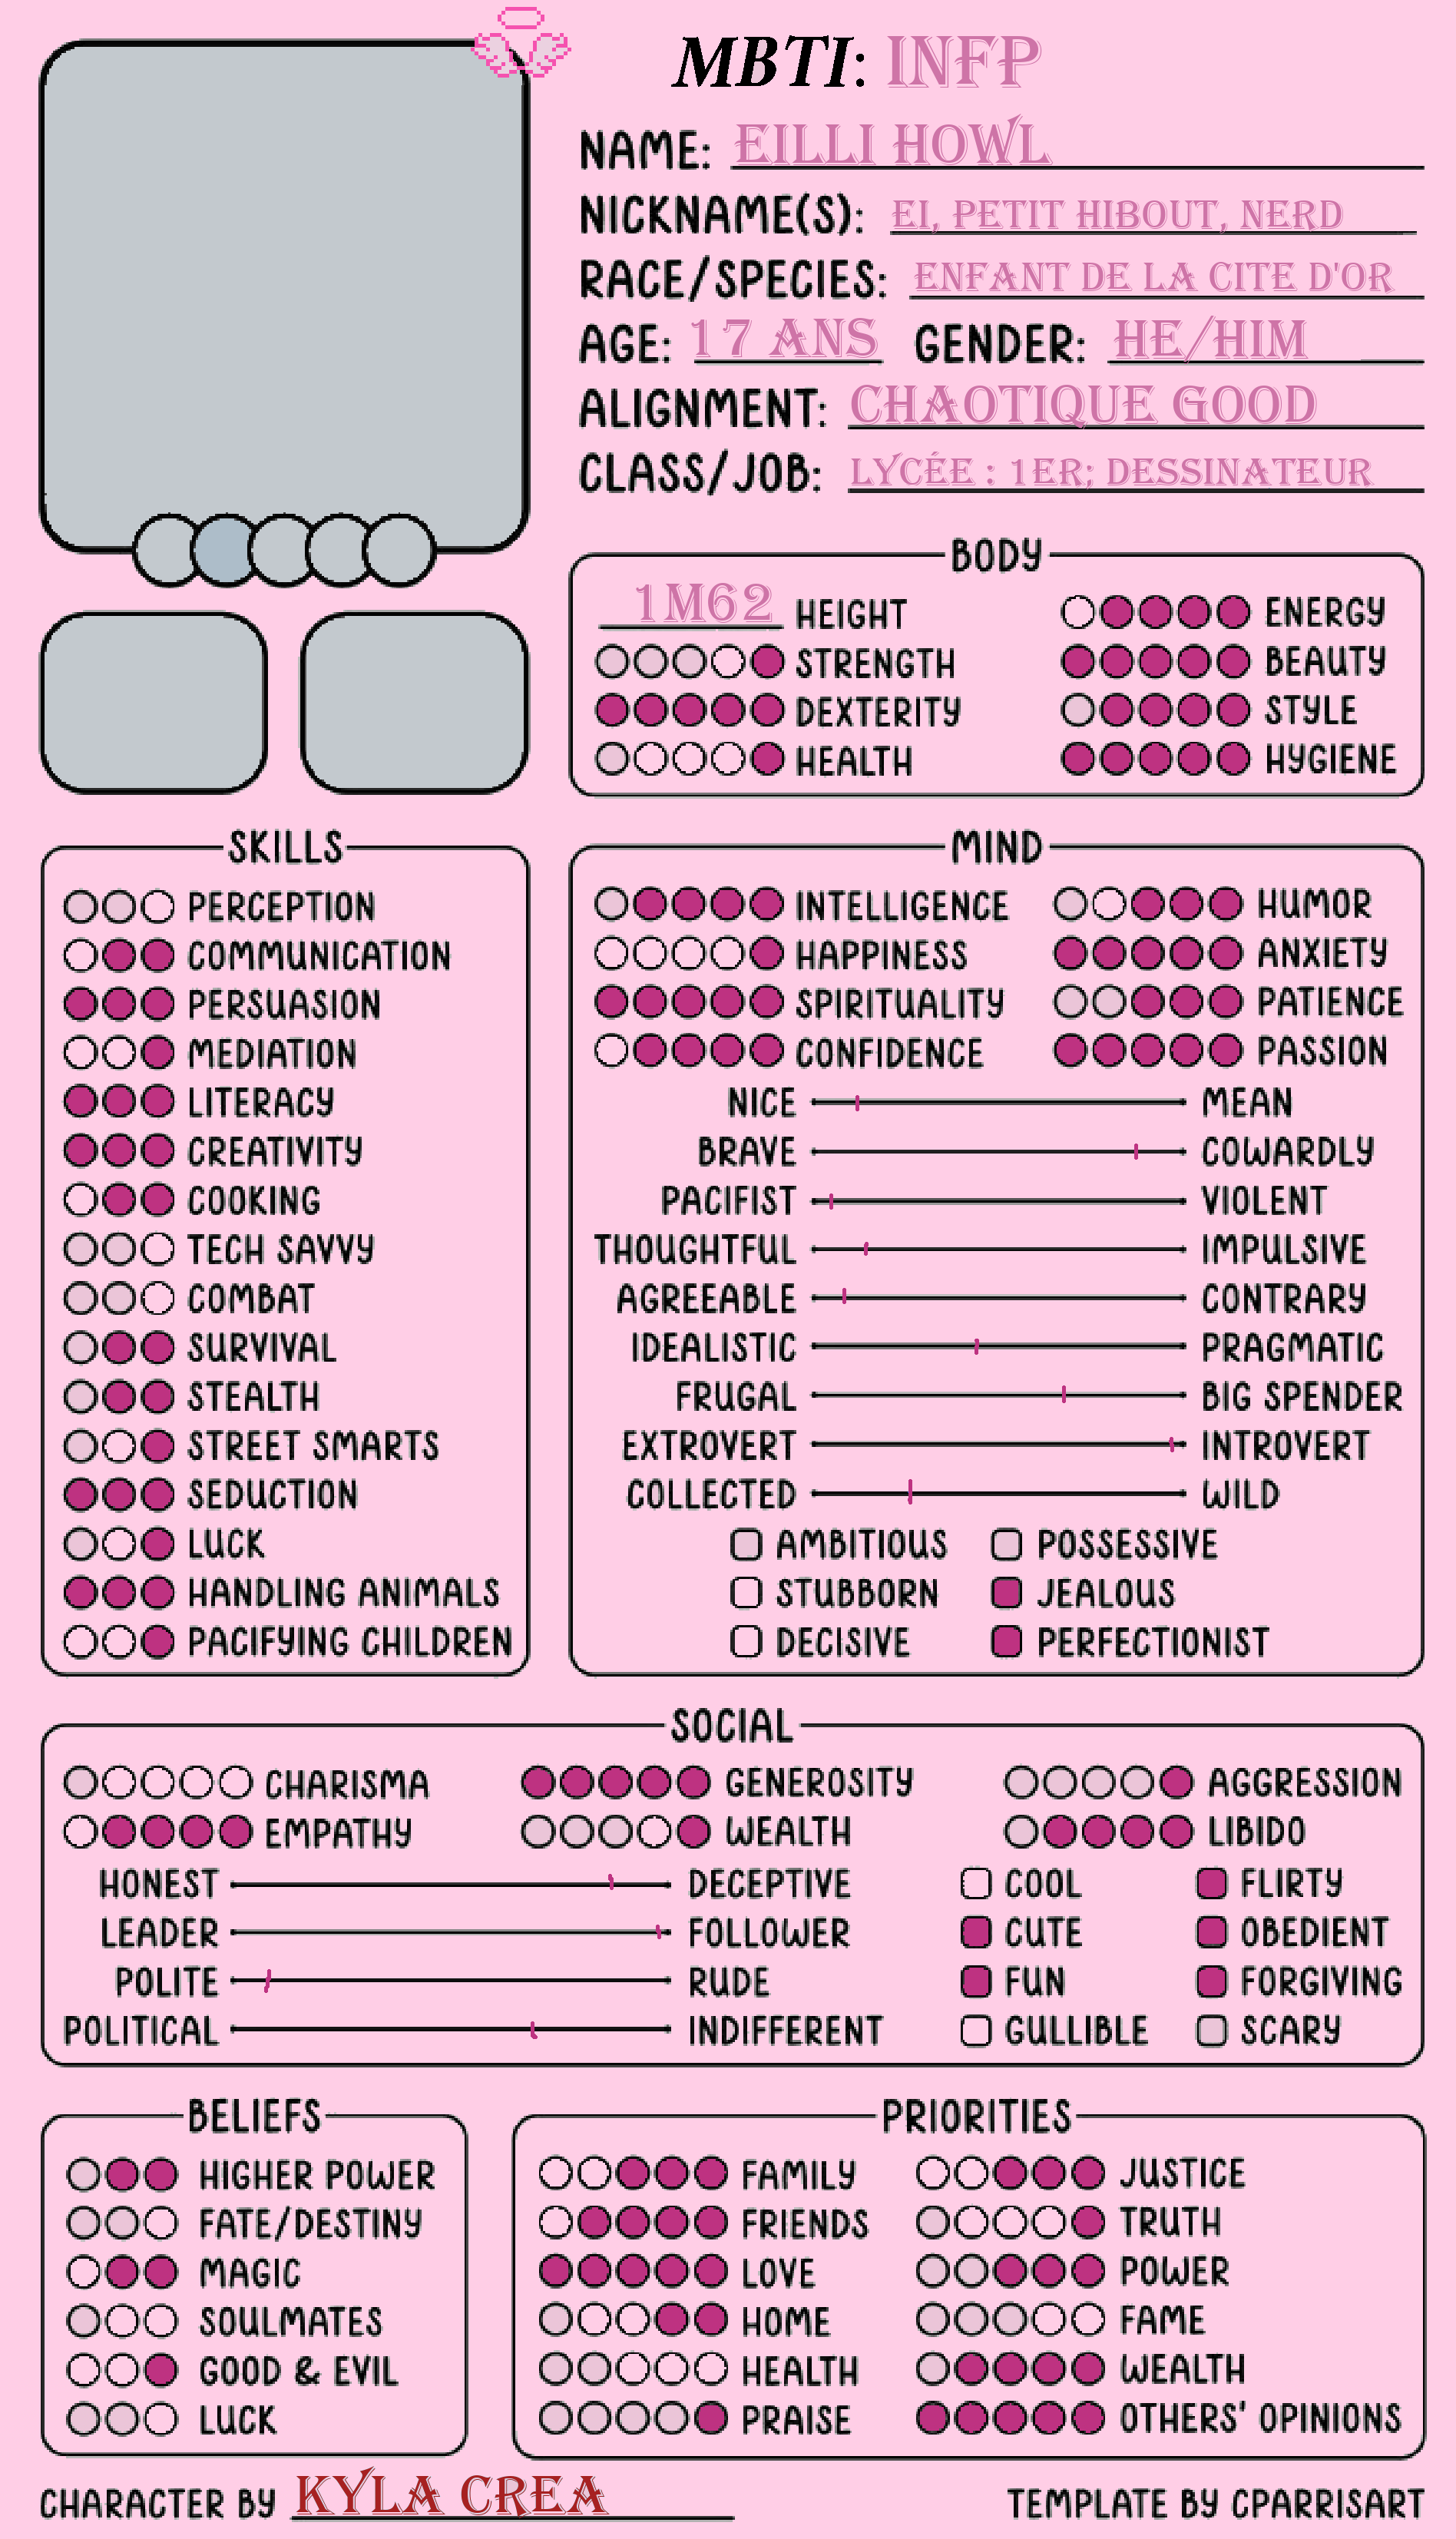 MBTI: INFP
NAME: EILLI HOWL
NICKNAME(S): EI, PETIT HIBOUT, NERD
RACE/SPECIES: ENFANT DE LA CITE D'OR
AGE: 17 ANS GENDER: HE/HIM
ALIGNMENT: CHAOTIQUE GOOD
CLASS/JOB: LYCÉE : 1ER; DESSINATEUR
BODY
1M62 HEIGHT ENERGY
STRENGTH BEAUTY
DEXTERITY STYLE
HEALTH HYGIENE
SKILLS
PERCEPTION
COMMUNICATION
PERSUASION
MEDIATION
LITERACY
CREATIVITY
COOKING
TECH SAVVY
COMBAT
SURVIVAL
STEALTH
STREET SMARTS
SEDUCTION
LUCK
HANDLING ANIMALS
PACIFYING CHILDREN
MIND
INTELLIGENCE HUMOR
HAPPINESS ANXIETY
SPIRITUALITY PATIENCE
CONFIDENCE PASSION
NICE MEAN
BRAVE COWARDLY
PACIFIST VIOLENT
THOUGHTFUL IMPULSIVE
AGREEABLE CONTRARY
IDEALISTIC PRAGMATIC
FRUGAL BIG SPENDER
EXTROVERT INTROVERT
COLLECTED WILD
AMBITIOUS POSSESSIVE
STUBBORN JEALOUS
DECISIVE PERFECTIONIST
SOCIAL
CHARISMA GENEROSITY AGGRESSION
EMPATHY WEALTH LIBIDO
HONEST DECEPTIVE COOL FLIRTY
LEADER FOLLOWER CUTE OBEDIENT
POLITE RUDE FUN FORGIVING
POLITICAL INDIFFERENT GULLIBLE SCARY
BELIEFS
HIGHER POWER
FATE/DESTINY
MAGIC
SOULMATES
GOOD & EVIL
LUCK
PRIORITIES
FAMILY JUSTICE
FRIENDS TRUTH
LOVE POWER
HOME FAME
HEALTH WEALTH
PRAISE OTHERS' OPINIONS
CHARACTER BY KYLA CREA TEMPLATE BY CPARRISART